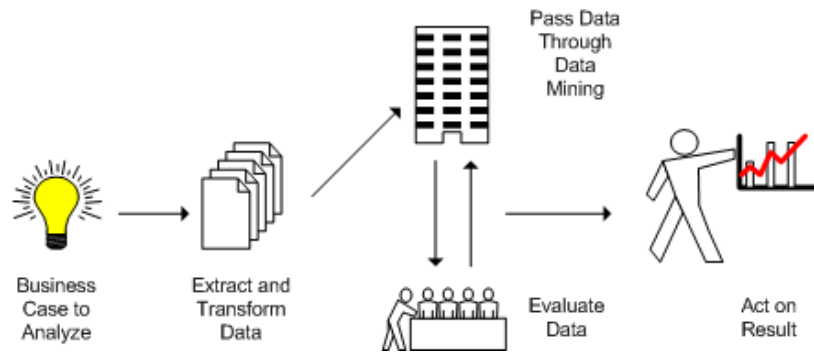 Pass Data
Through
Data
Mining
Business
Case to
Analyze
Extract and
Transform
Data
Evaluate
Data
Act on
Result